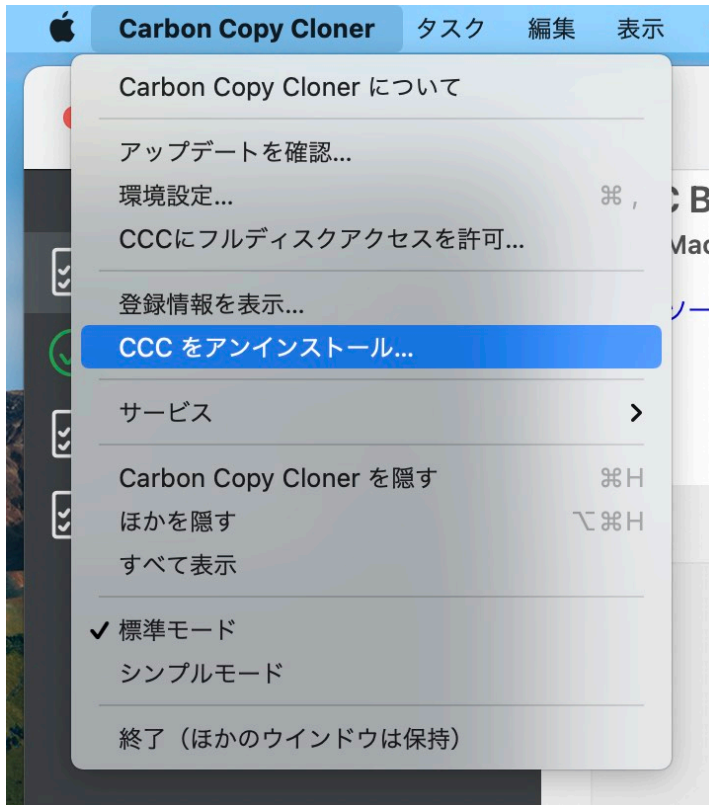 Carbon Copy Cloner タスク 編集 表示
Carbon Copy Cloner について
アップデートを確認...
環境設定... ⌘ ,
CCCにフルディスクアクセスを許可...
登録情報を表示...
CCC をアンインストール...
サービス
Carbon Copy Cloner を隠す ⌘H
ほかを隠す ⌥⌘H
すべて表示
標準モード
シンプルモード
終了（ほかのウインドウは保持）
C B
Mac
ソー